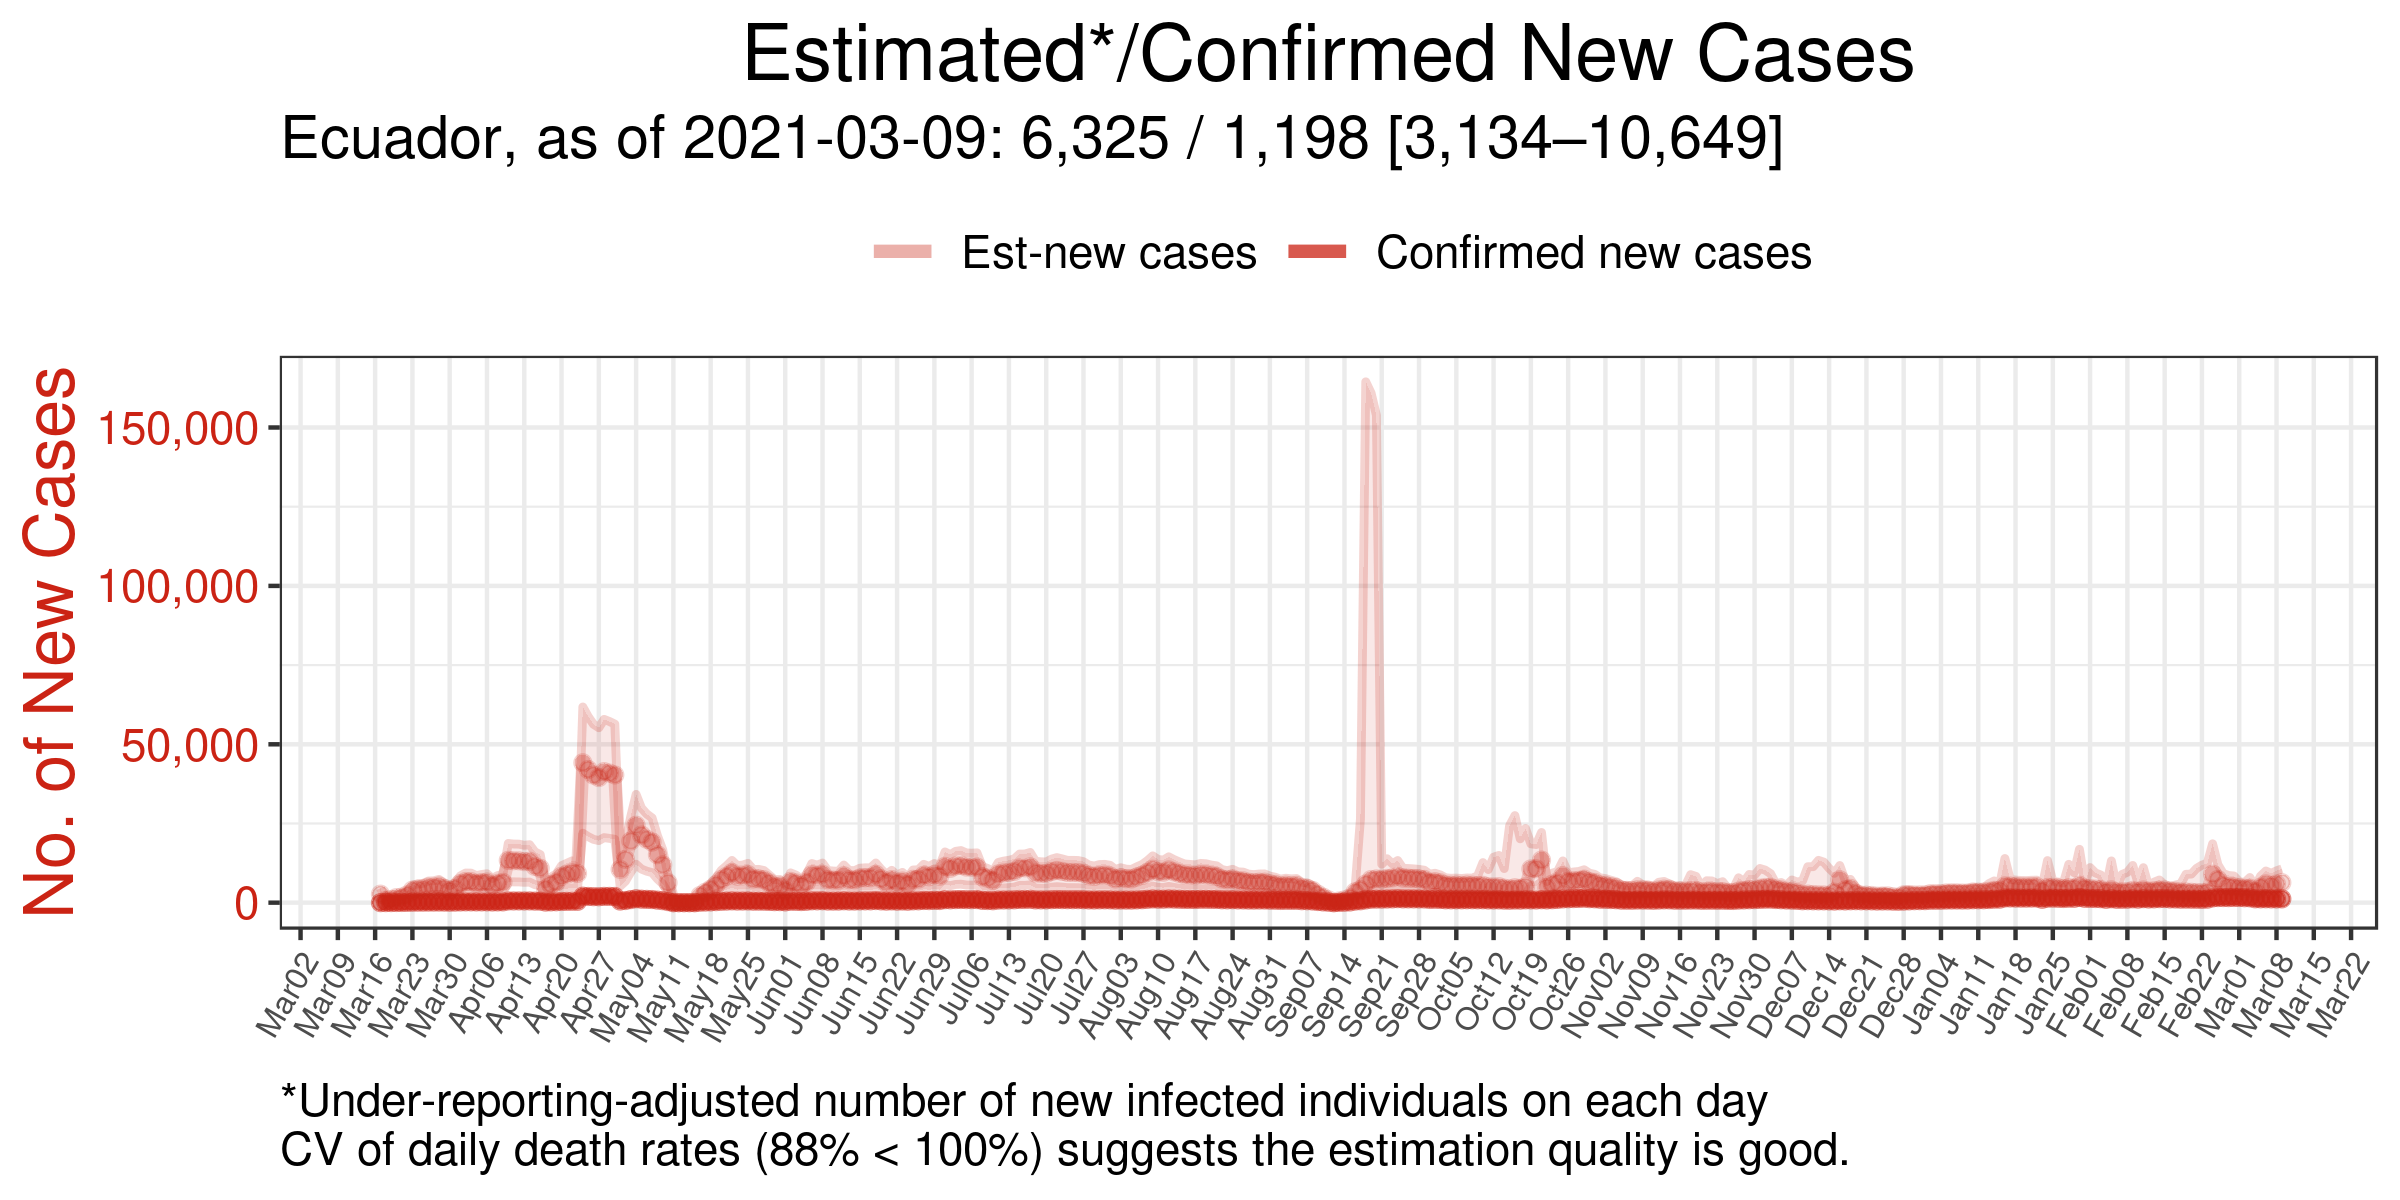 Estimated*/Confirmed New Cases
Ecuador, as of 2021-03-09: 6,325 / 1,198 [3,134–10,649]
Est-new cases
Confirmed new cases
No. of New Cases
150,000
100,000
50,000
0
Mar02
Mar09
Mar16
Mar23
Mar30
Apr06
Apr13
Apr20
Apr27
May04
May11
May18
May25
Jun01
Jun08
Jun15
Jun22
Jun29
Jul06
Jul13
Jul20
Jul27
Aug03
Aug10
Aug17
Aug24
Aug31
Sep07
Sep14
Sep21
Sep28
Oct05
Oct12
Oct19
Oct26
Nov02
Nov09
Nov16
Nov23
Nov30
Dec07
Dec14
Dec21
Dec28
Jan04
Jan11
Jan18
Jan25
Feb01
Feb08
Feb15
Feb22
Mar01
Mar08
Mar15
Mar22
*Under-reporting-adjusted number of new infected individuals on each day
CV of daily death rates (88% < 100%) suggests the estimation quality is good.